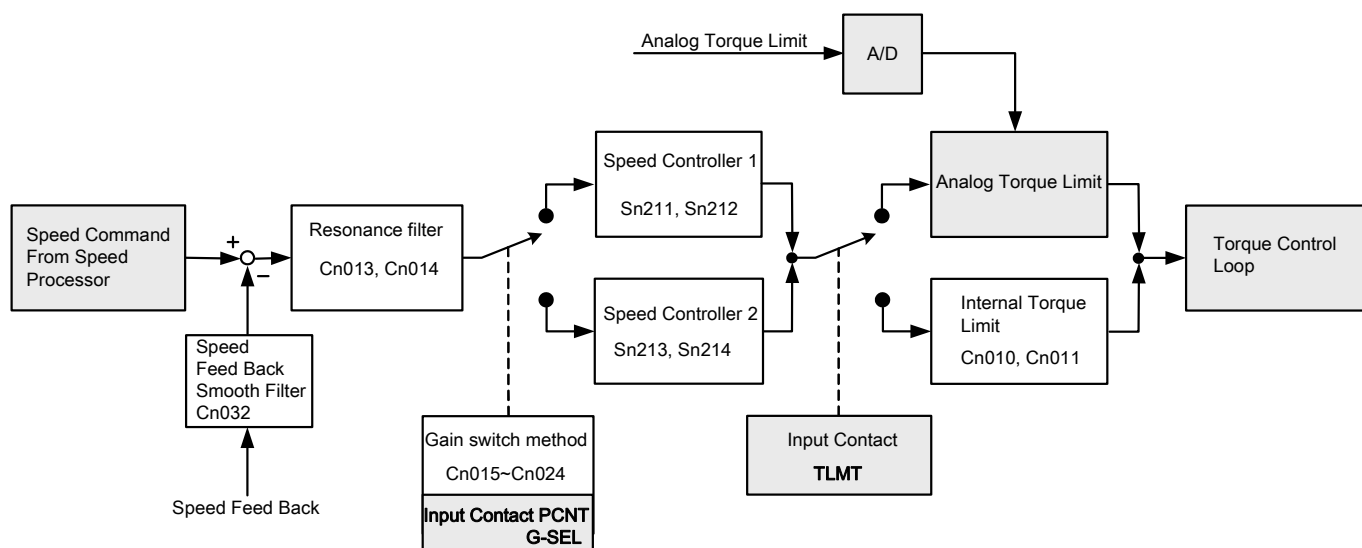 Analog Torque Limit
A/D
Speed Command
From Speed
Processor
+
−
Resonance filter
Cn013, Cn014
Speed Controller 1
Sn211, Sn212
Analog Torque Limit
Torque Control
Loop
Speed Controller 2
Sn213, Sn214
Internal Torque
Limit
Cn010, Cn011
Speed
Feed Back
Smooth Filter
Cn032
Speed Feed Back
Gain switch method
Cn015~Cn024
Input Contact PCNT
G-SEL
Input Contact
TLMT